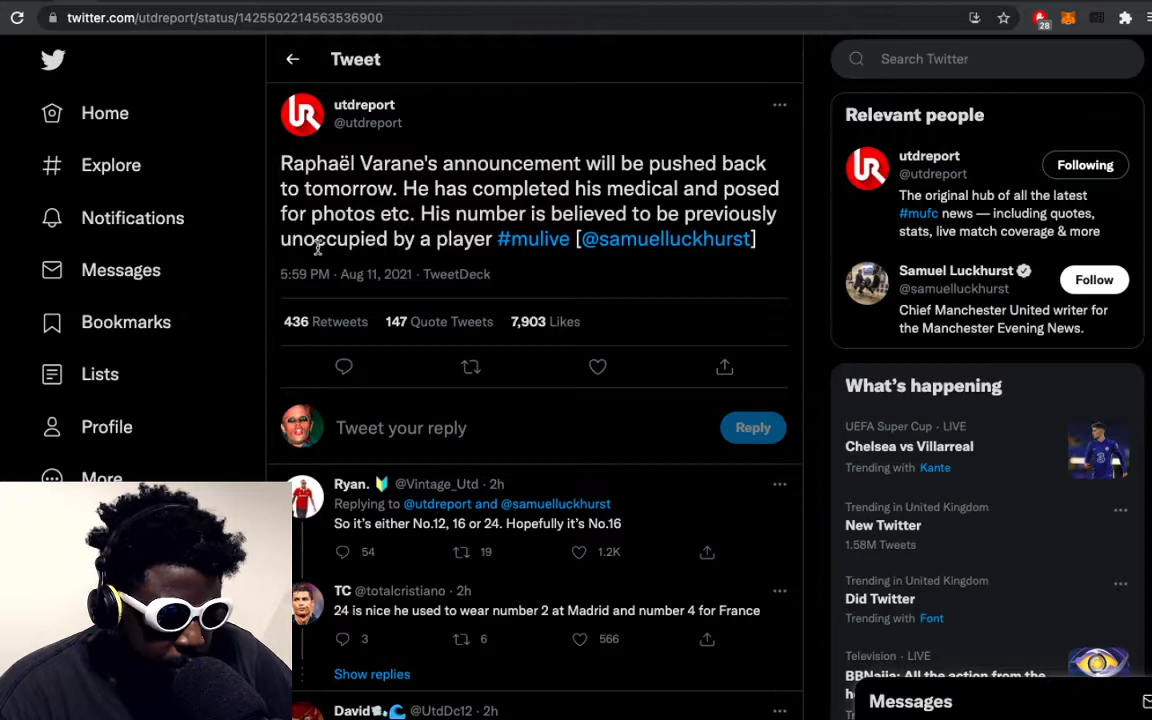 twitter.com/utdreport/status/1425502214563536900
28
Home
Explore
Notifications
Messages
Bookmarks
Lists
Profile
More
Tweet
utdreport
@utdreport
Raphaël Varane's announcement will be pushed back
to tomorrow. He has completed his medical and posed
for photos etc. His number is believed to be previously
unoccupied by a player #mulive [@samuelluckhurst]
5:59 PM · Aug 11, 2021 · TweetDeck
436 Retweets 147 Quote Tweets 7,903 Likes
Tweet your reply
Reply
Ryan. @Vintage_Utd · 2h
Replying to @utdreport and @samuelluckhurst
So it's either No.12, 16 or 24. Hopefully it's No.16
54 19 1.2K
TC @totalcristiano · 2h
24 is nice he used to wear number 2 at Madrid and number 4 for France
3 6 566
Show replies
David @UtdDc12 · 2h
Search Twitter
Relevant people
utdreport
@utdreport
Following
The original hub of all the latest
#mufc news — including quotes,
stats, live match coverage & more
Samuel Luckhurst
@samuelluckhurst
Follow
Chief Manchester United writer for
the Manchester Evening News.
What's happening
UEFA Super Cup · LIVE
Chelsea vs Villarreal
Trending with Kante
Trending in United Kingdom
New Twitter
1.58M Tweets
Trending in United Kingdom
Did Twitter
Trending with Font
Television · LIVE
BBNaija: All the action from the
Messages